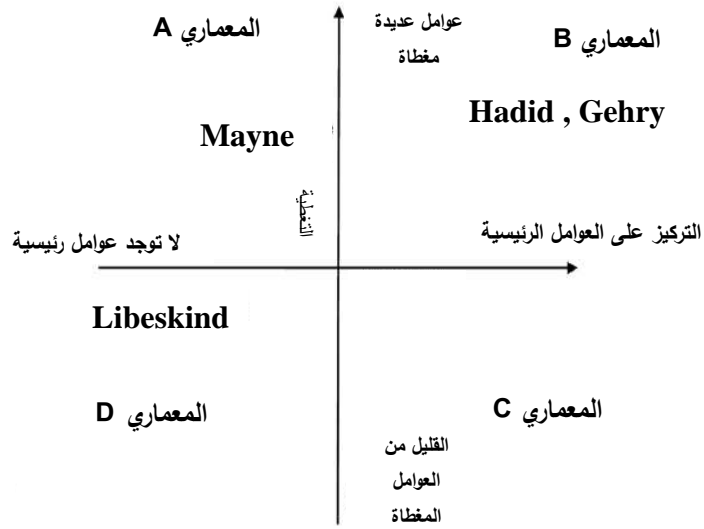 المعماري A
عوامل عديدة
مغطاة
المعماري B
Hadid , Gehry
Mayne
التغطية
التركيز على العوامل الرئيسية
لا توجد عوامل رئيسية
Libeskind
المعماري D
المعماري C
القليل من
العوامل
المغطاة